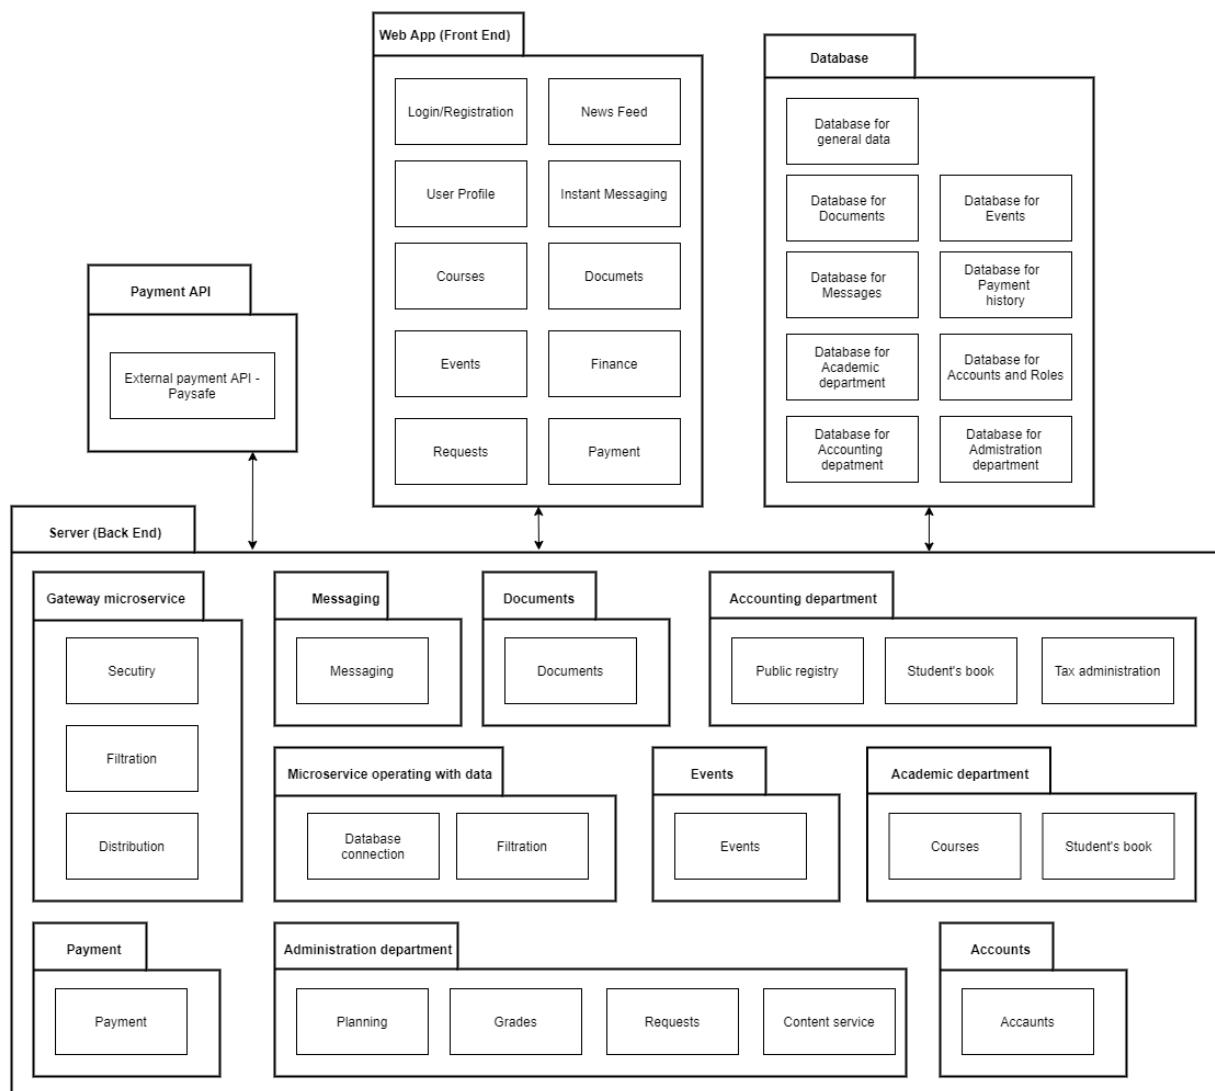 Web App (Front End)
Login/Registration
News Feed
User Profile
Instant Messaging
Courses
Documets
Events
Finance
Requests
Payment
Database
Database for
general data
Database for
Documents
Database for
Events
Database for
Messages
Database for
Payment
history
Database for
Academic
department
Database for
Accounts and Roles
Database for
Accounting
depatment
Database for
Admistration
department
Payment API
External payment API -
Paysafe
Server (Back End)
Gateway microservice
Secutiry
Filtration
Distribution
Messaging
Messaging
Documents
Documents
Accounting department
Public registry
Student's book
Tax administration
Microservice operating with data
Database
connection
Filtration
Events
Events
Academic department
Courses
Student's book
Payment
Payment
Administration department
Planning
Grades
Requests
Content service
Accounts
Accaunts